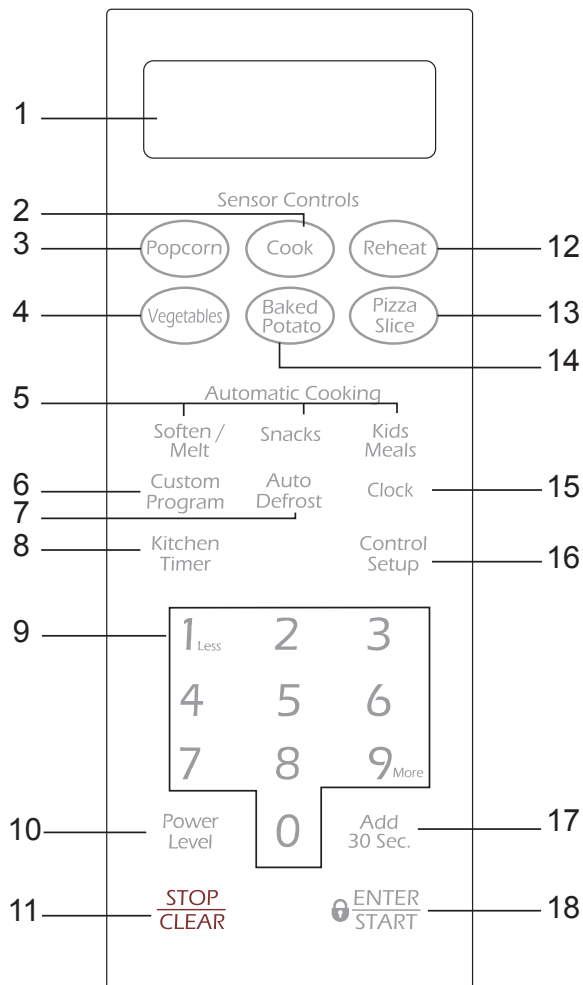 1
Sensor Controls
2
3
Popcorn
Cook
Reheat
12
4
Vegetables
Baked
Potato
Pizza
Slice
13
14
5
Automatic Cooking
Soften /
Melt
Snacks
Kids
Meals
6
Custom
Program
Auto
Defrost
Clock
15
7
8
Kitchen
Timer
Control
Setup
16
9
1 Less
2
3
4
5
6
7
8
9 More
10
Power
Level
0
Add
30 Sec.
17
11
STOP
CLEAR
ENTER
START
18